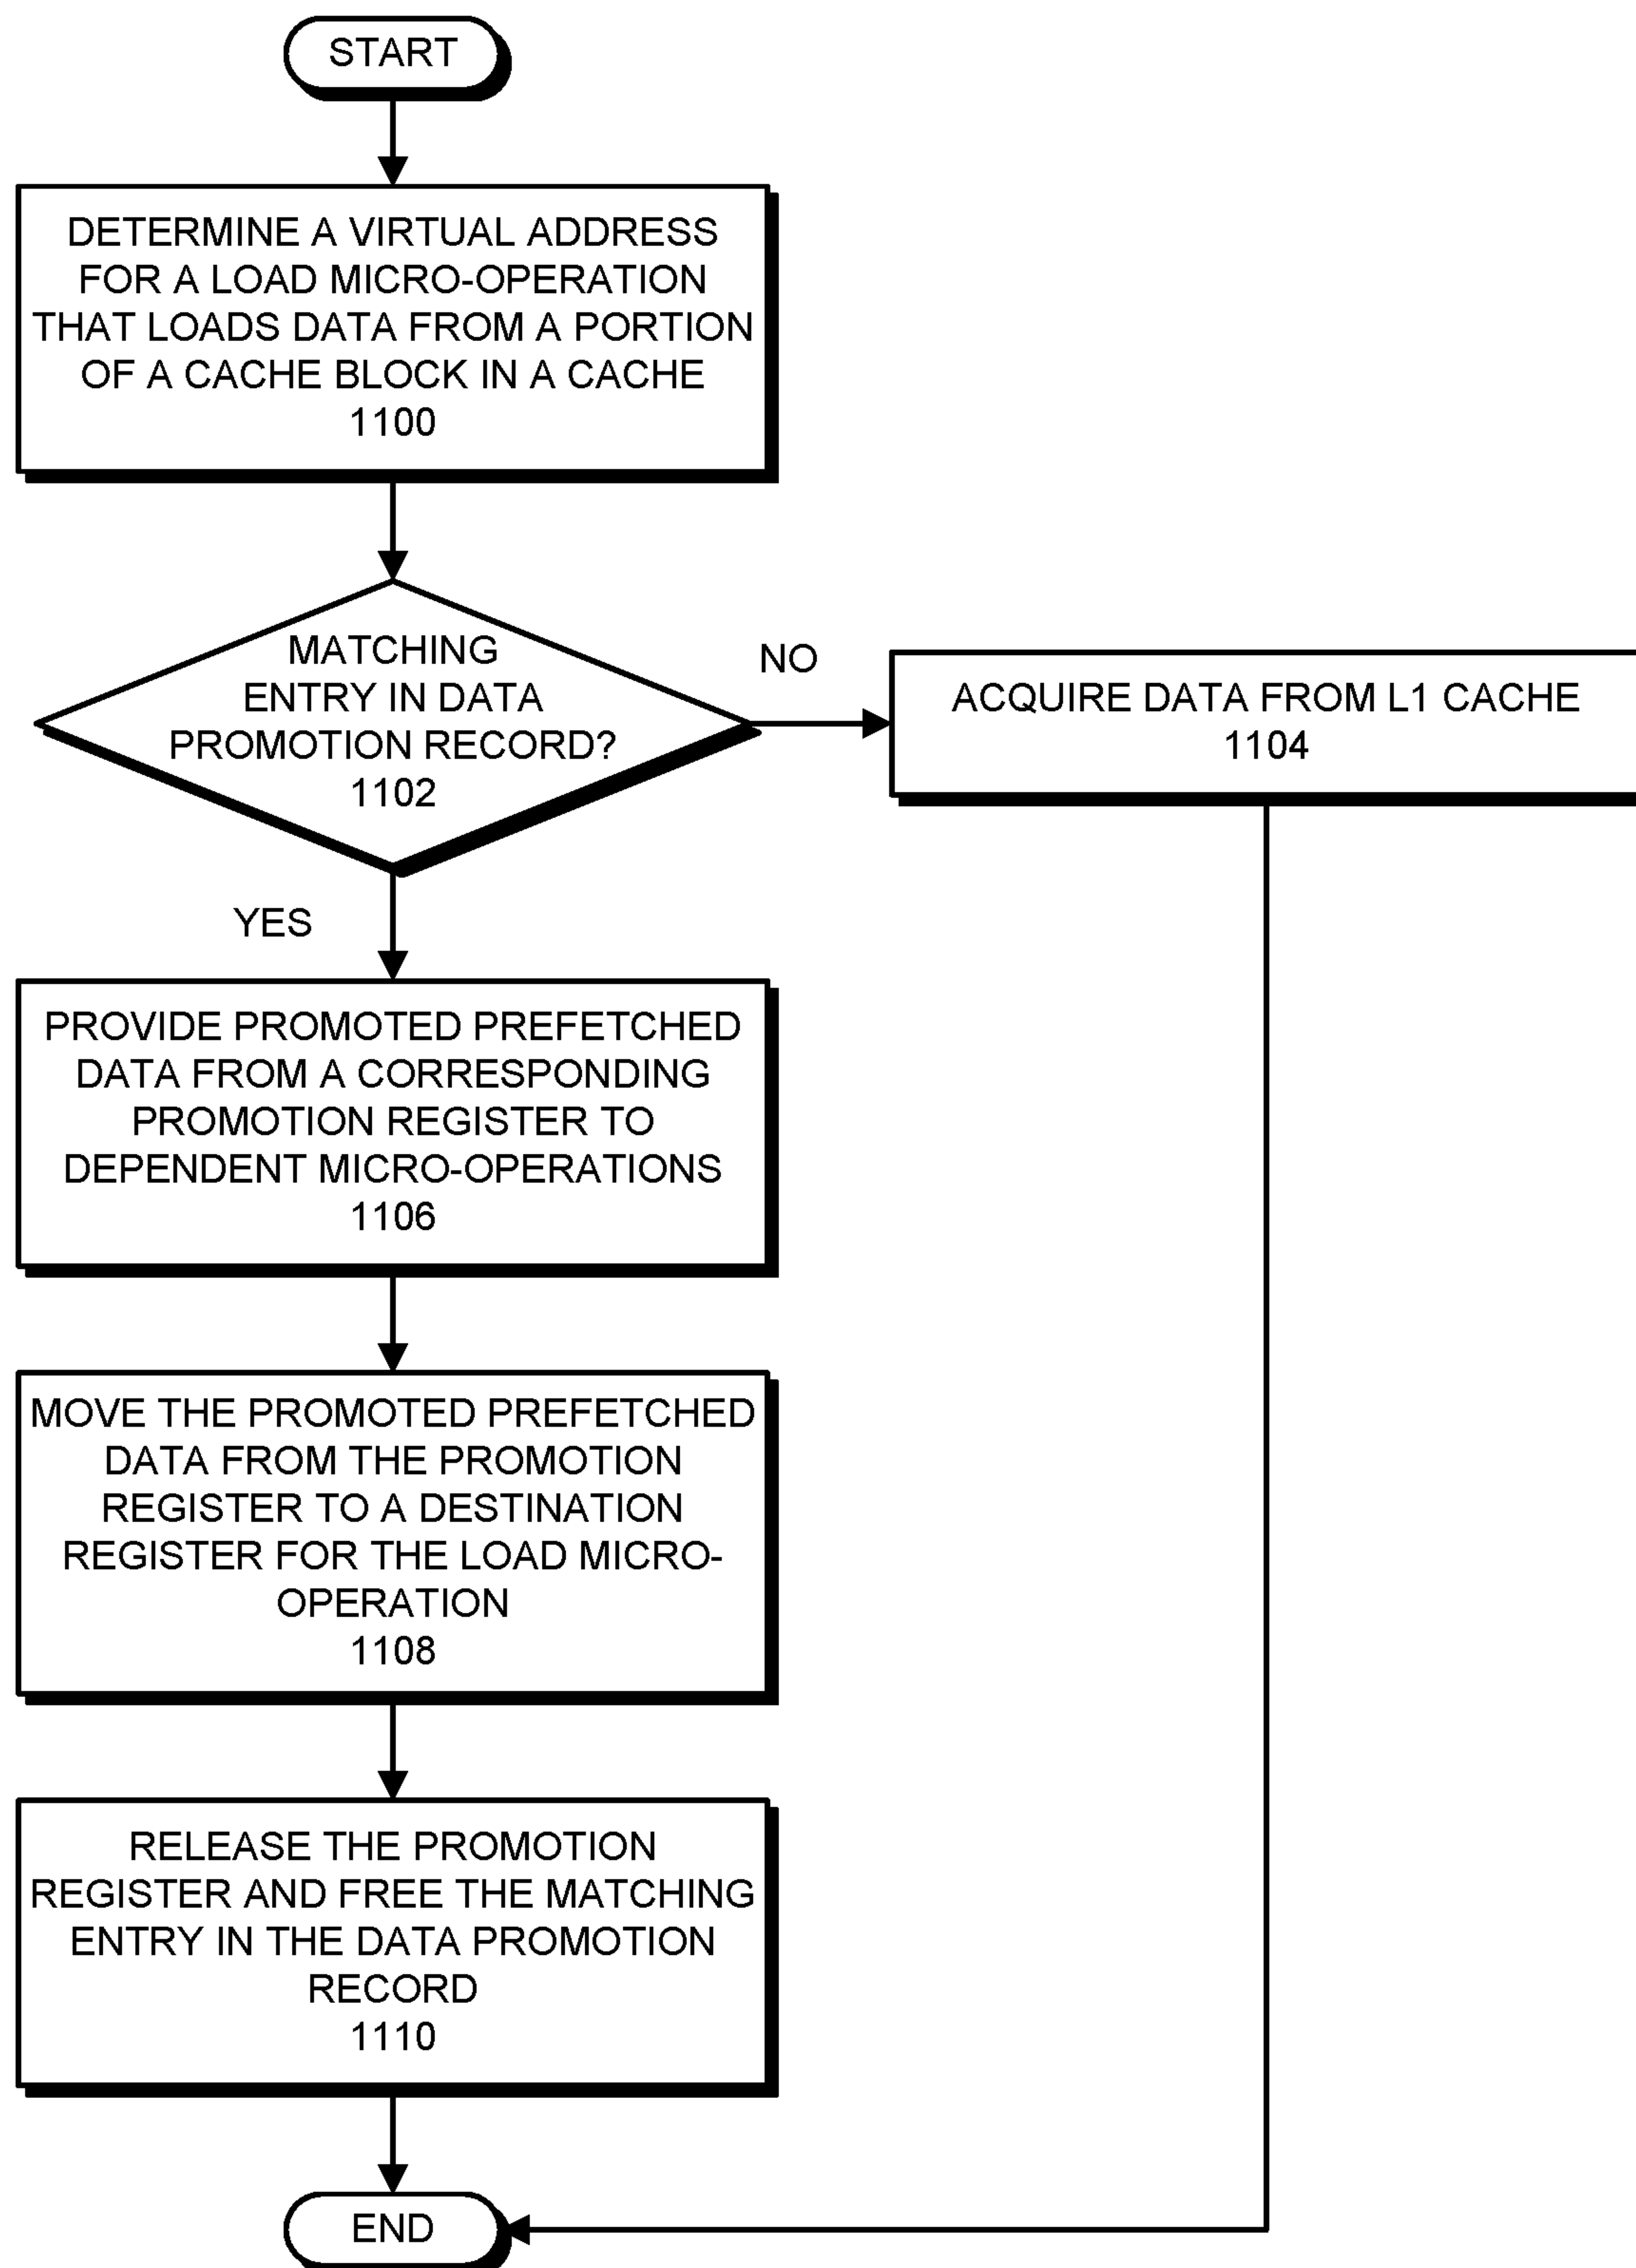 START
DETERMINE A VIRTUAL ADDRESS
FOR A LOAD MICRO-OPERATION
THAT LOADS DATA FROM A PORTION
OF A CACHE BLOCK IN A CACHE
1100
MATCHING
ENTRY IN DATA
PROMOTION RECORD?
1102
NO
ACQUIRE DATA FROM L1 CACHE
1104
YES
PROVIDE PROMOTED PREFETCHED
DATA FROM A CORRESPONDING
PROMOTION REGISTER TO
DEPENDENT MICRO-OPERATIONS
1106
MOVE THE PROMOTED PREFETCHED
DATA FROM THE PROMOTION
REGISTER TO A DESTINATION
REGISTER FOR THE LOAD MICRO-
OPERATION
1108
RELEASE THE PROMOTION
REGISTER AND FREE THE MATCHING
ENTRY IN THE DATA PROMOTION
RECORD
1110
END